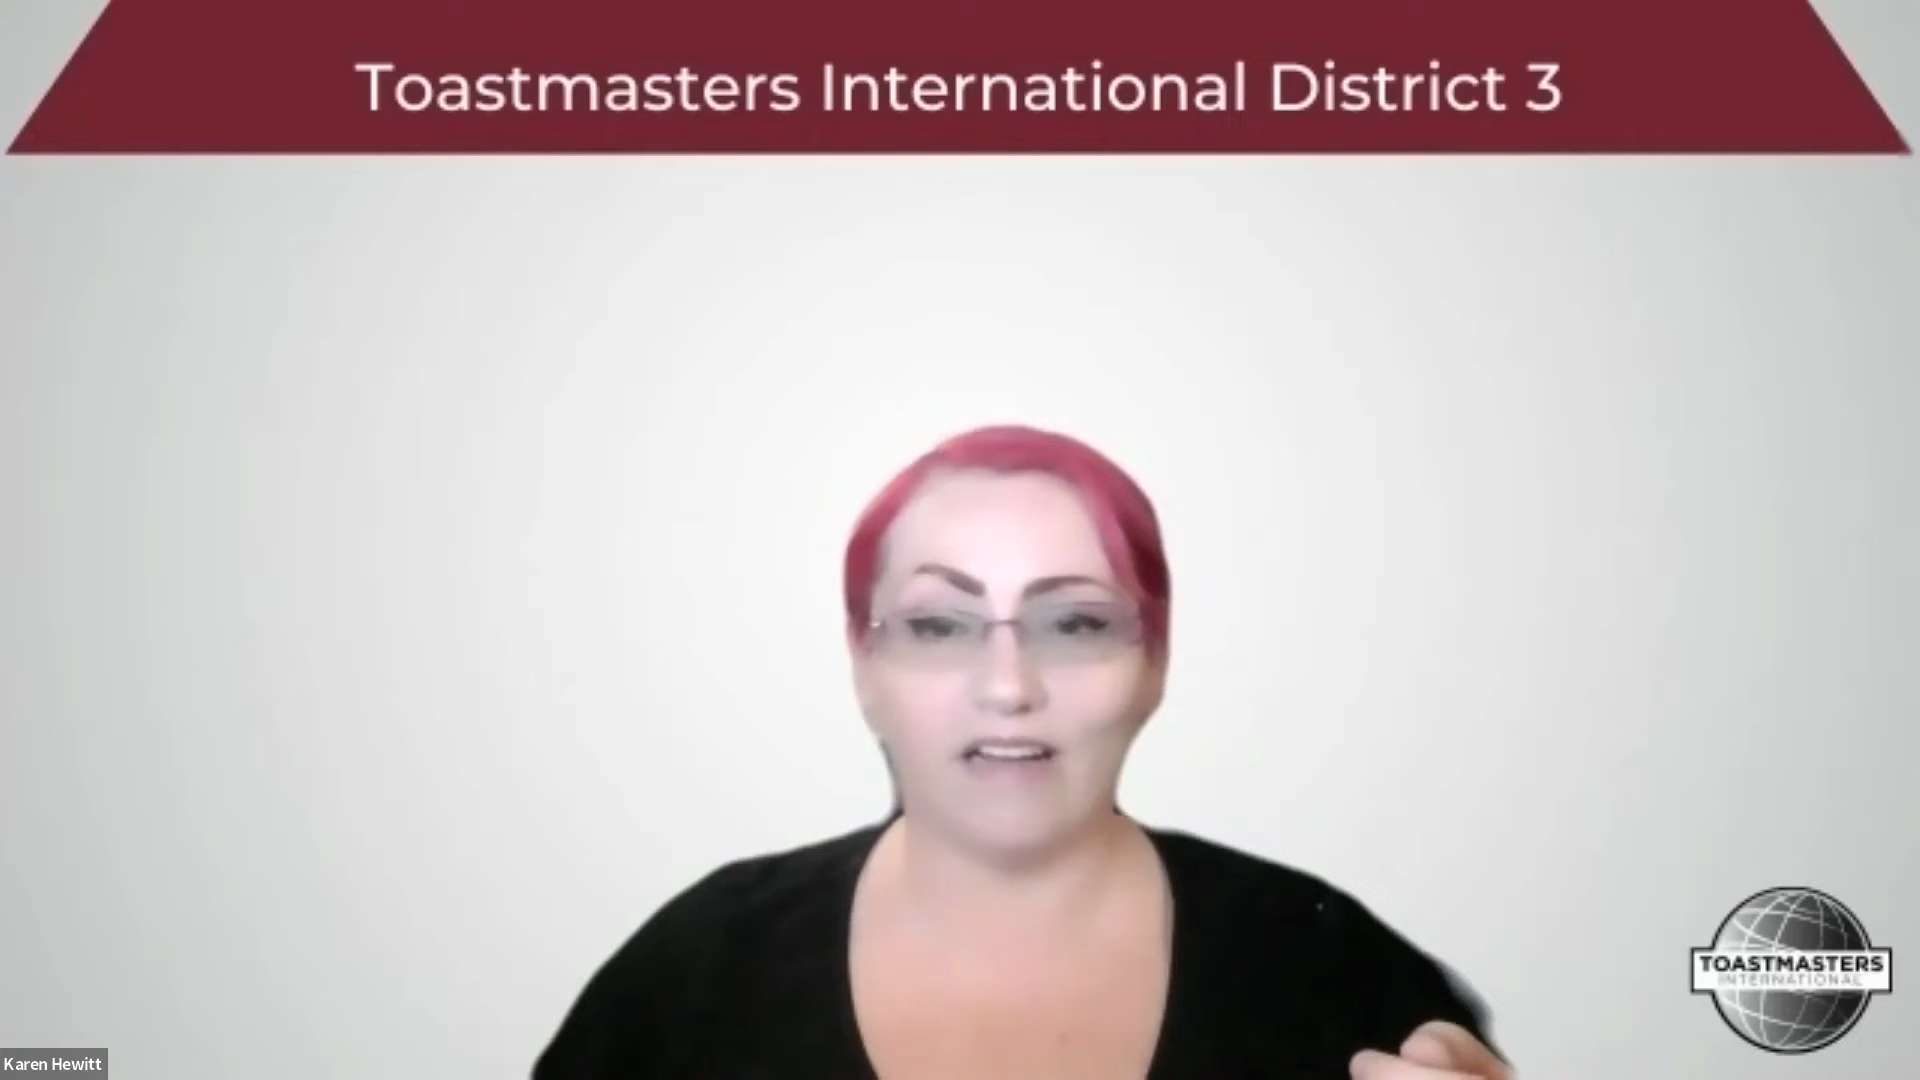 Toastmasters International District 3
TOASTMASTERS
INTERNATIONAL
Karen Hewitt